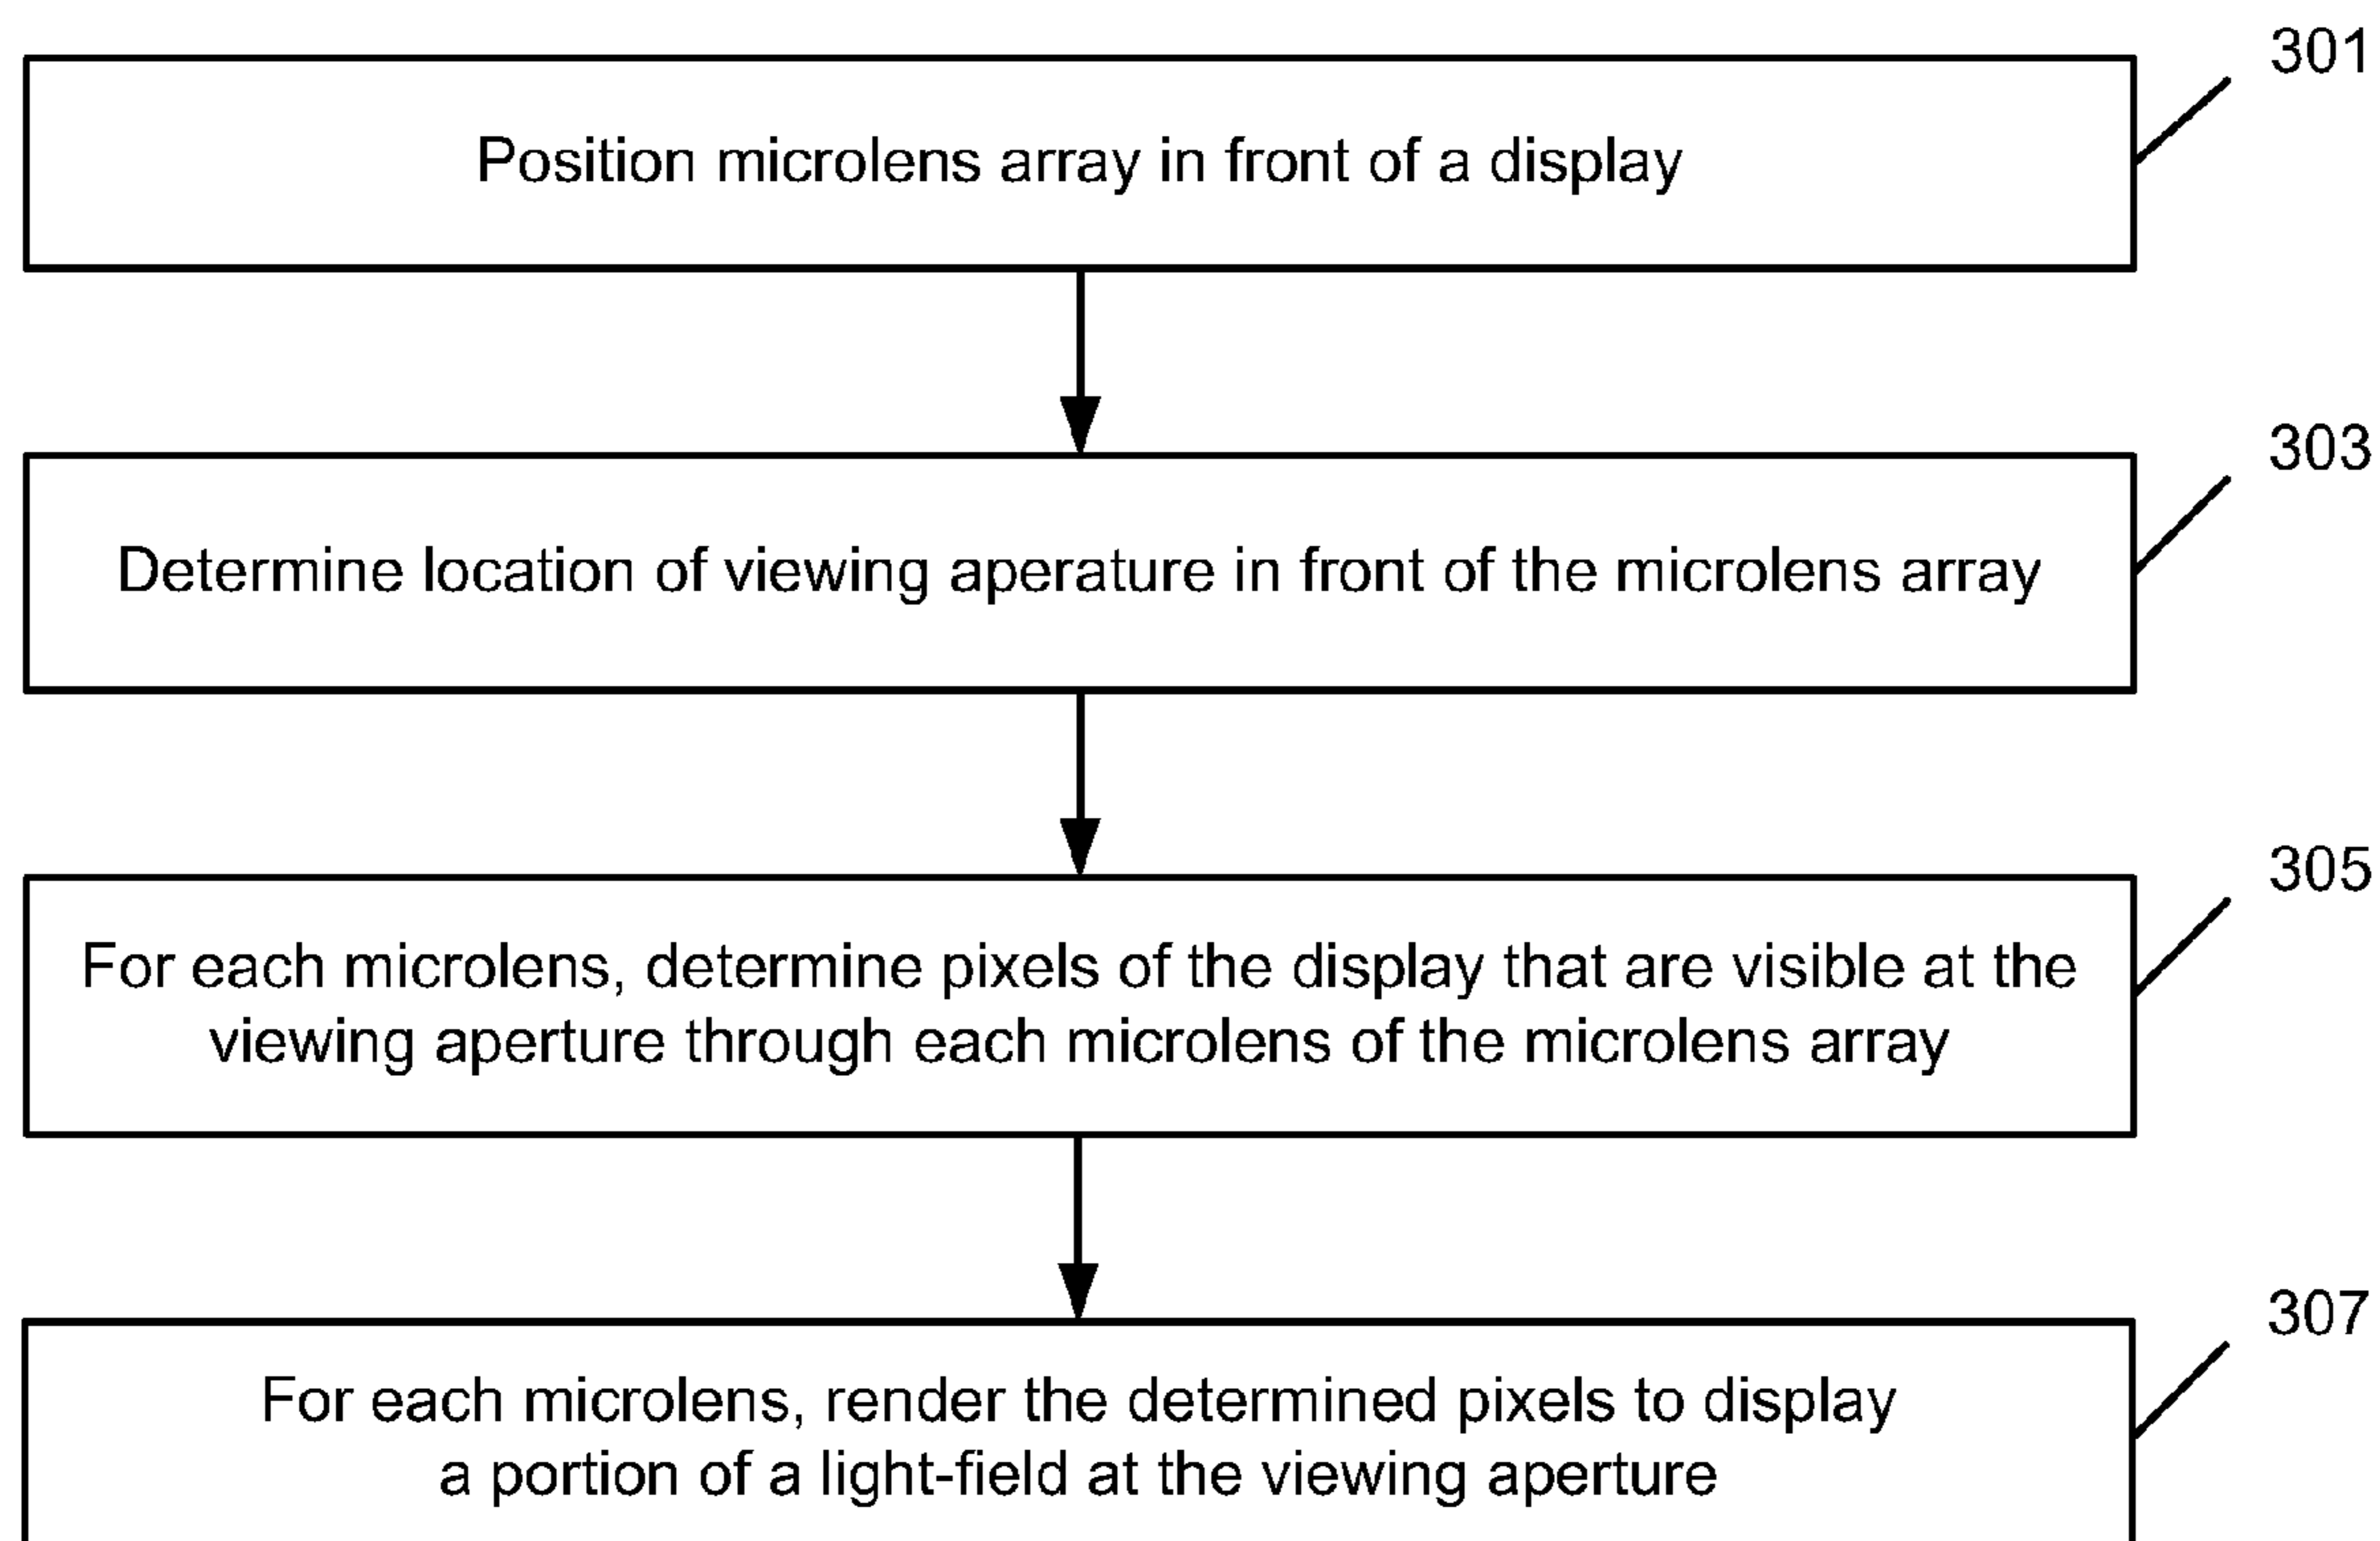 301
Position microlens array in front of a display
303
Determine location of viewing aperature in front of the microlens array
305
For each microlens, determine pixels of the display that are visible at the
viewing aperture through each microlens of the microlens array
307
For each microlens, render the determined pixels to display
a portion of a light-field at the viewing aperture